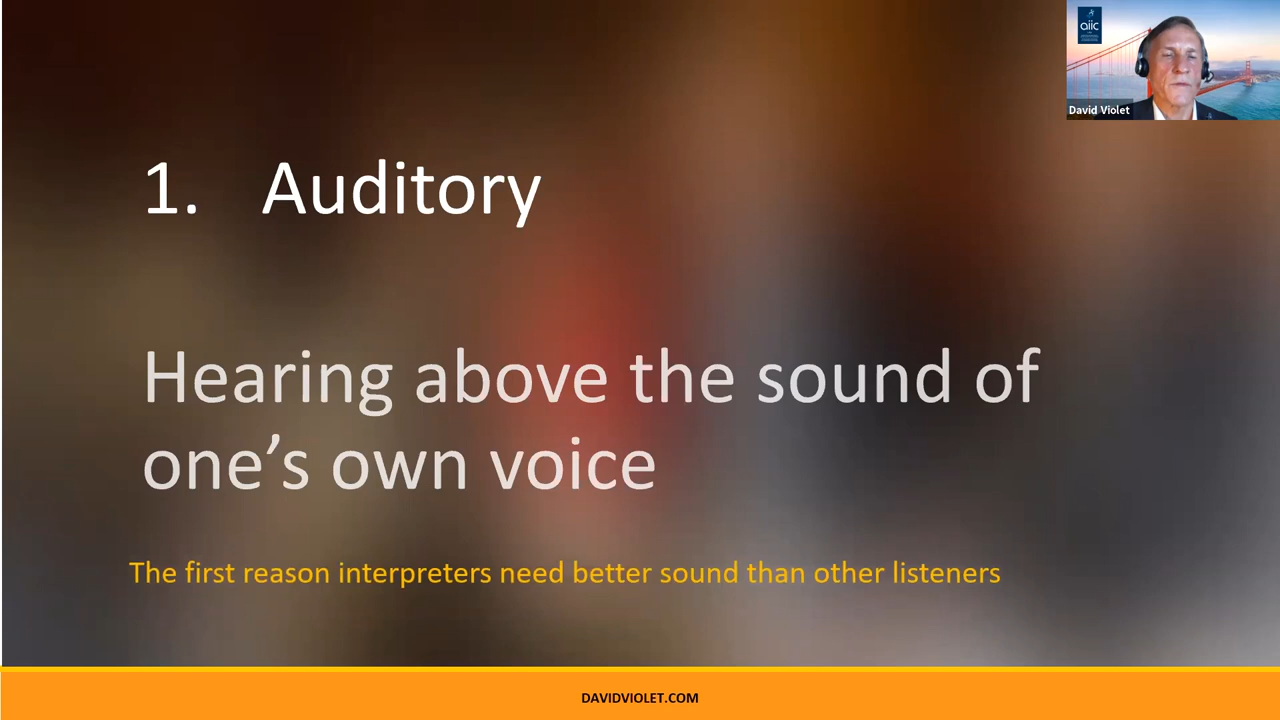 aiic
David Violet
1. Auditory
Hearing above the sound of
one’s own voice
The first reason interpreters need better sound than other listeners
DAVIDVIOLET.COM